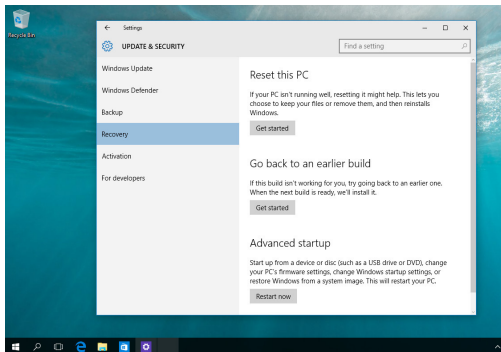 Recycle Bin
Settings
UPDATE & SECURITY
Find a setting
Windows Update
Windows Defender
Backup
Recovery
Activation
For developers
Reset this PC
If your PC isn't running well, resetting it might help. This lets you
choose to keep your files or remove them, and then reinstalls
Windows.
Get started
Go back to an earlier build
If this build isn't working for you, try going back to an earlier one.
When the next build is ready, we'll install it.
Get started
Advanced startup
Start up from a device or disc (such as a USB drive or DVD), change
your PC's firmware settings, change Windows startup settings, or
restore Windows from a system image. This will restart your PC.
Restart now